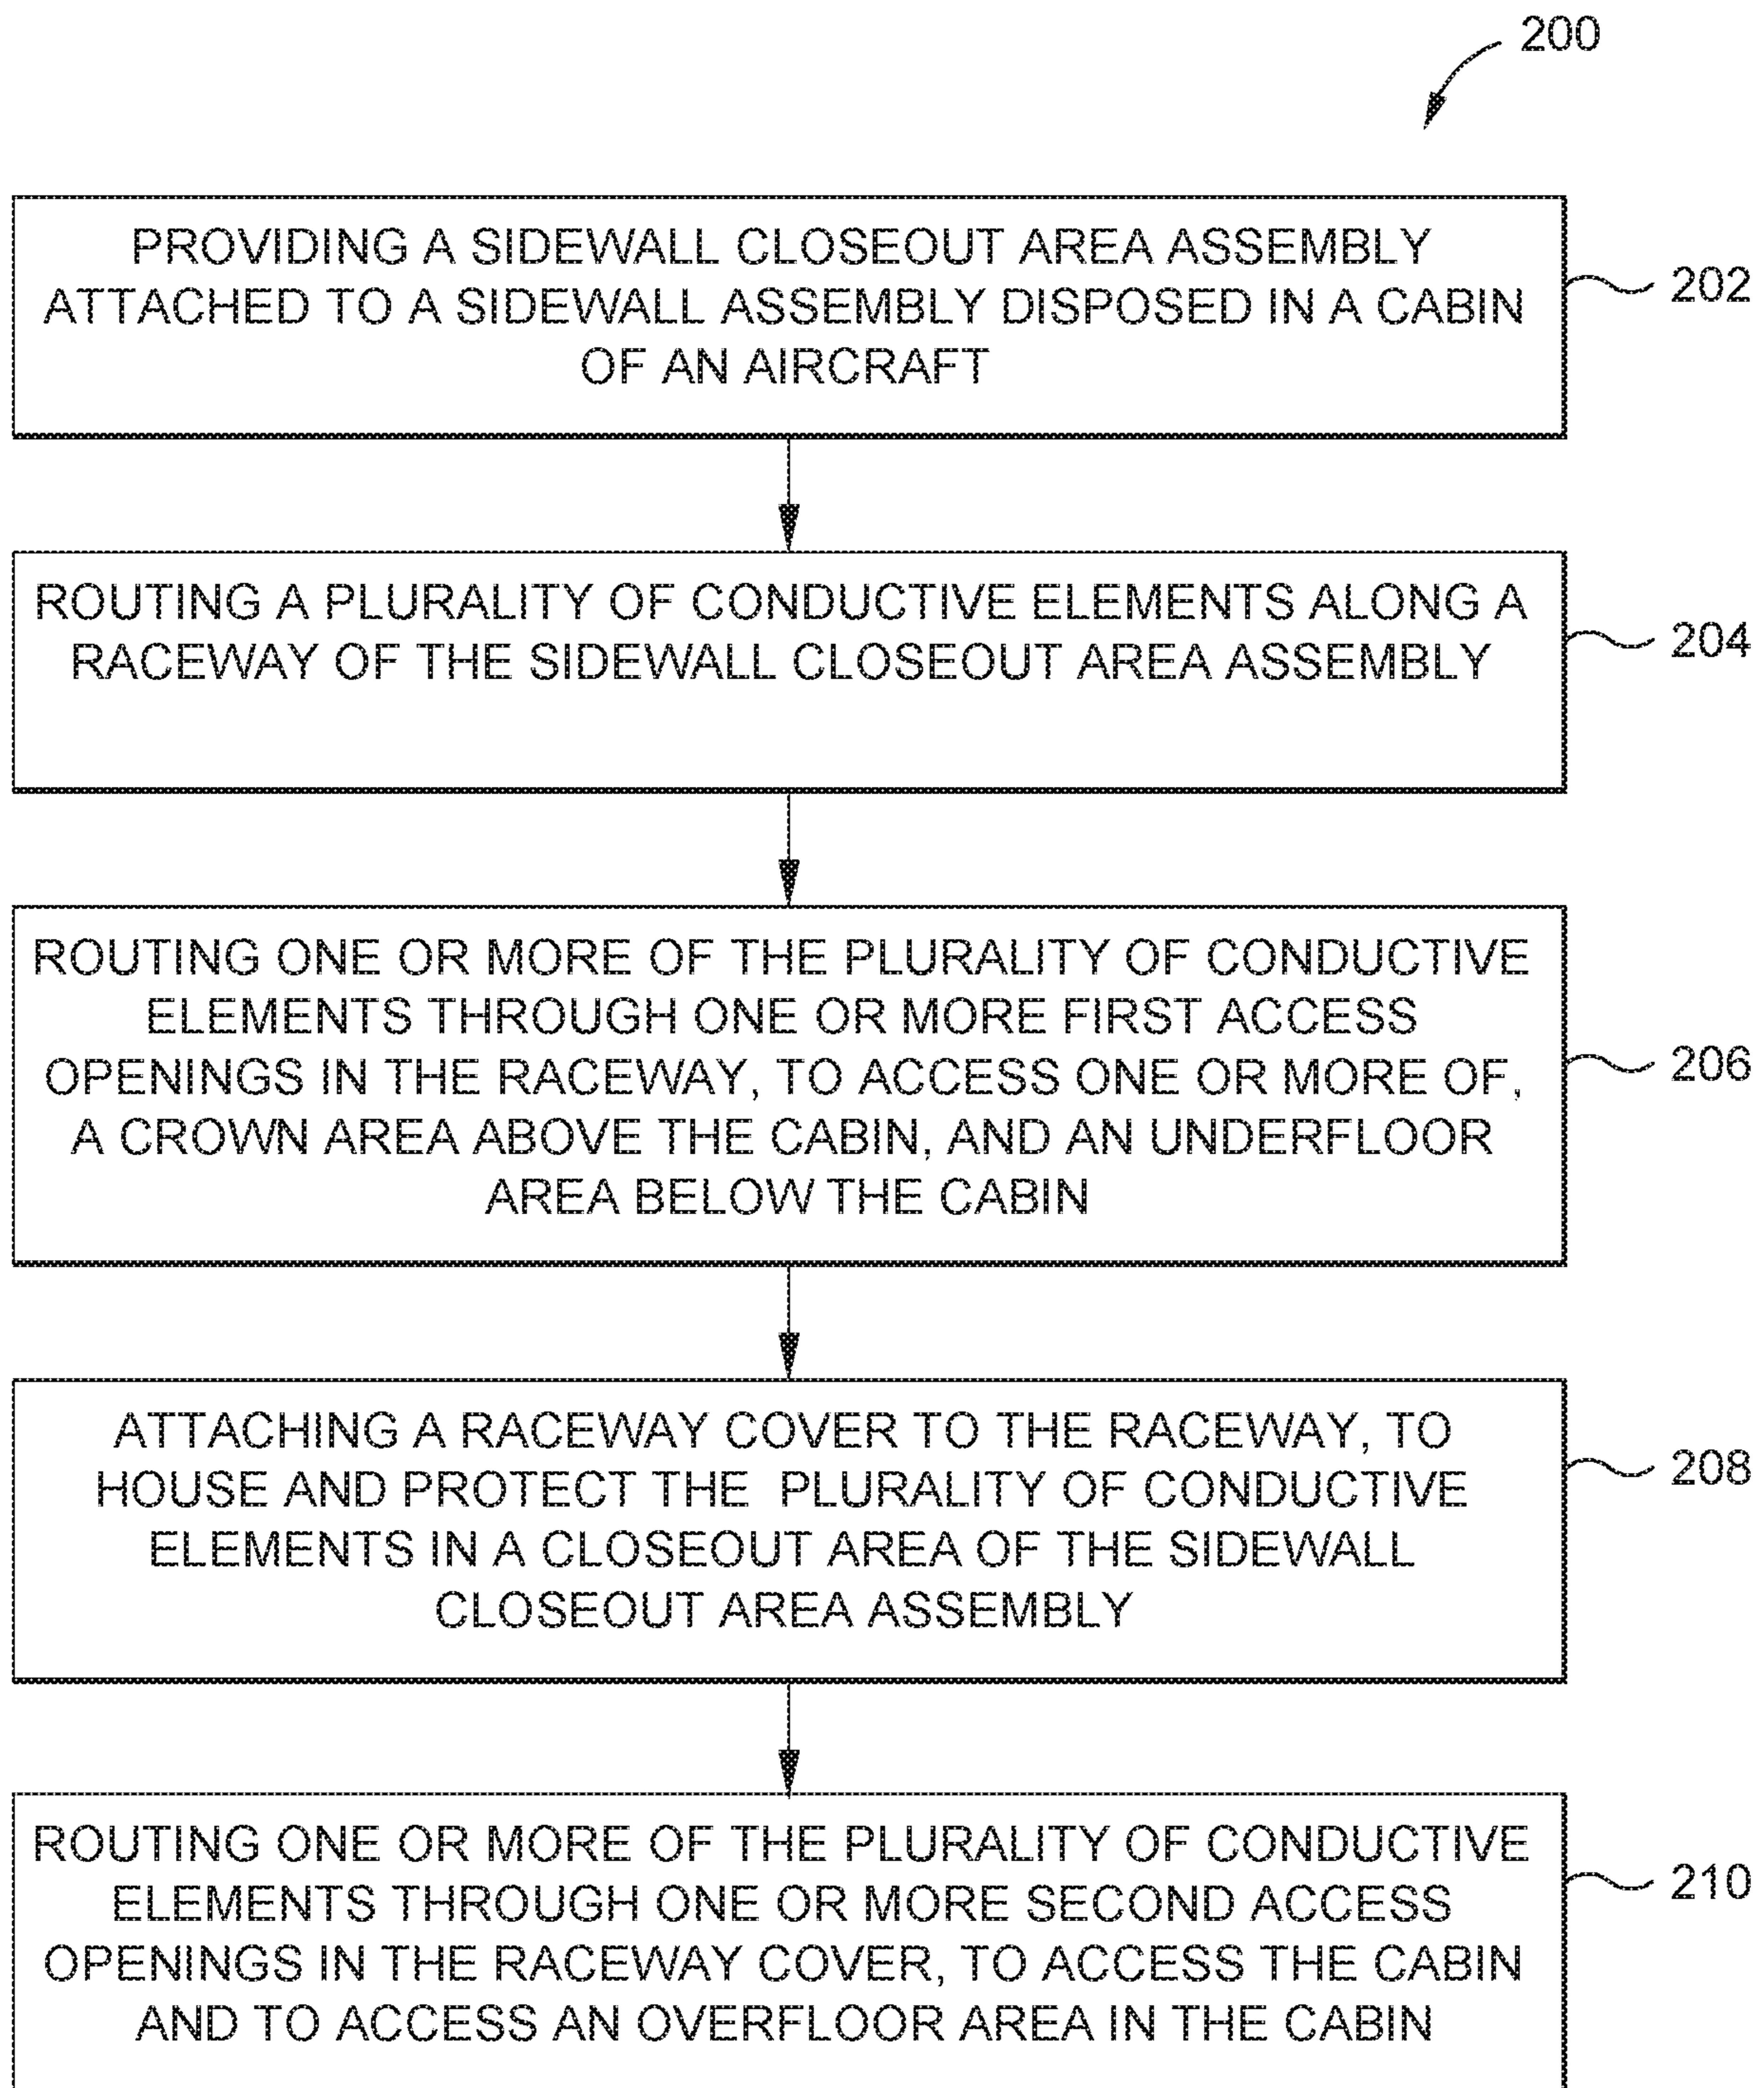 200
PROVIDING A SIDEWALL CLOSEOUT AREA ASSEMBLY
ATTACHED TO A SIDEWALL ASSEMBLY DISPOSED IN A CABIN
OF AN AIRCRAFT
202
ROUTING A PLURALITY OF CONDUCTIVE ELEMENTS ALONG A
RACEWAY OF THE SIDEWALL CLOSEOUT AREA ASSEMBLY
204
ROUTING ONE OR MORE OF THE PLURALITY OF CONDUCTIVE
ELEMENTS THROUGH ONE OR MORE FIRST ACCESS
OPENINGS IN THE RACEWAY, TO ACCESS ONE OR MORE OF,
A CROWN AREA ABOVE THE CABIN, AND AN UNDERFLOOR
AREA BELOW THE CABIN
206
ATTACHING A RACEWAY COVER TO THE RACEWAY, TO
HOUSE AND PROTECT THE PLURALITY OF CONDUCTIVE
ELEMENTS IN A CLOSEOUT AREA OF THE SIDEWALL
CLOSEOUT AREA ASSEMBLY
208
ROUTING ONE OR MORE OF THE PLURALITY OF CONDUCTIVE
ELEMENTS THROUGH ONE OR MORE SECOND ACCESS
OPENINGS IN THE RACEWAY COVER, TO ACCESS THE CABIN
AND TO ACCESS AN OVERFLOOR AREA IN THE CABIN
210